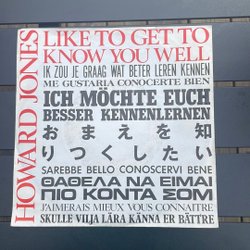 HOWARD JONES
LIKE TO GET TO
KNOW YOU WELL
IK ZOU JE GRAAG WAT BETER LEREN KENNEN
ME GUSTARIA CONOCERTE BIEN
ICH MÖCHTE EUCH
BESSER KENNENLERNEN
おまえを知
りつくしたい
SAREBBE BELLO CONOSCERVI BENE
ΘΑΘΕΛΑ ΝΑ ΕΙΜΑΙ
ΠΙΟ ΚΟΝΤΑ ΣΟΜ
J'AIMERAIS MIEUX VOUS CONNAITRE
SKULLE VILJA LÄRA KÄNNA ER BÄTTRE